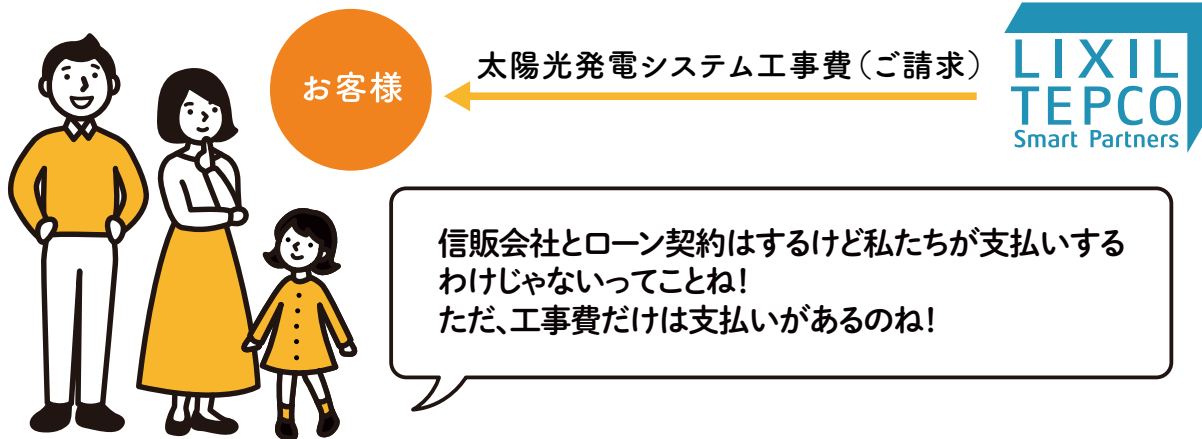 お客様
太陽光発電システム工事費（ご請求）
LIXIL
TEPCO
Smart Partners
信販会社とローン契約はするけど私たちが支払いする
わけじゃないってことね!
ただ、工事費だけは支払いがあるのね!